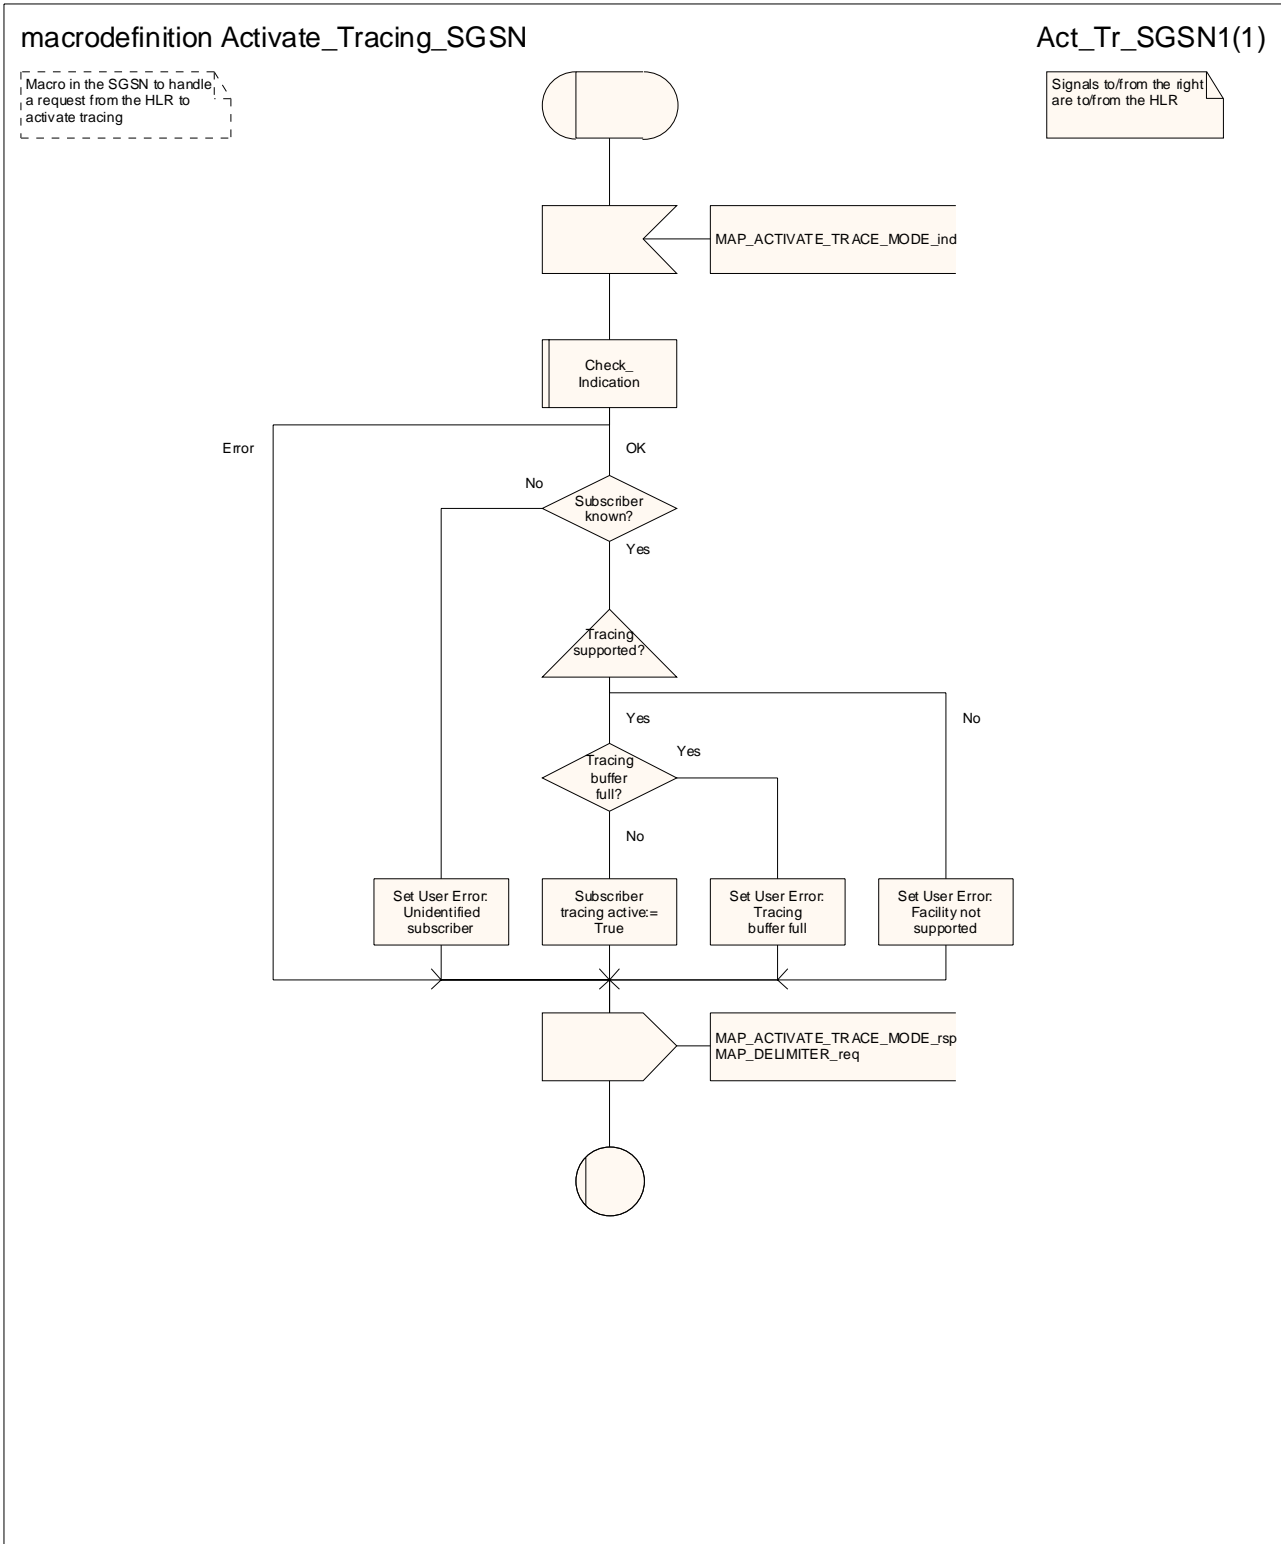 macrodefinition Activate_Tracing_SGSN
Act_Tr_SGSN1(1)
Macro in the SGSN to handle
a request from the HLR to
activate tracing
Signals to/from the right
are to/from the HLR
MAP_ACTIVATE_TRACE_MODE_ind
Check_
Indication
Error
OK
No
Subscriber
known?
Yes
Tracing
supported?
Yes
No
Tracing
buffer
full?
Yes
No
Set User Error:
Unidentified
subscriber
Subscriber
tracing active:=
True
Set User Error:
Tracing
buffer full
Set User Error:
Facility not
supported
MAP_ACTIVATE_TRACE_MODE_rsp
MAP_DELIMITER_req